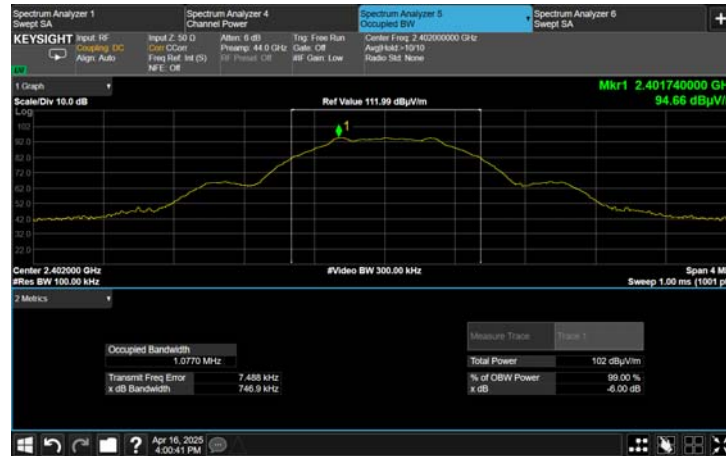 Spectrum Analyzer 1
Swept SA
Spectrum Analyzer 4
Channel Power
Spectrum Analyzer 5
Occupied BW
Spectrum Analyzer 6
Swept SA
+
KEYSIGHT
Input: RF
Coupling: DC
Align: Auto
Input Z: 50 Ω
Corr CCorr
Freq Ref: Int (S)
NFE: Off
Atten: 6 dB
Preamp: 44.0 GHz
RF Presel: Off
Trig: Free Run
Gate: Off
#IF Gain: Low
Center Freq: 2.402000000 GHz
Avg|Hold:>10/10
Radio Std: None
1 Graph
Scale/Div 10.0 dB
Ref Value 111.99 dBµV/m
Mkr1 2.401740000 GH
94.66 dBµV/
Log
102
92.0
82.0
72.0
62.0
52.0
42.0
32.0
22.0
1
Center 2.402000 GHz
#Res BW 100.00 kHz
#Video BW 300.00 kHz
Span 4 M
Sweep 1.00 ms (1001 pt
2 Metrics
Measure Trace
Trace 1
Occupied Bandwidth
1.0770 MHz
Total Power
102 dBµV/m
Transmit Freq Error
7.488 kHz
% of OBW Power
99.00 %
x dB Bandwidth
746.9 kHz
x dB
-6.00 dB
?
Apr 16, 2025
4:00:41 PM